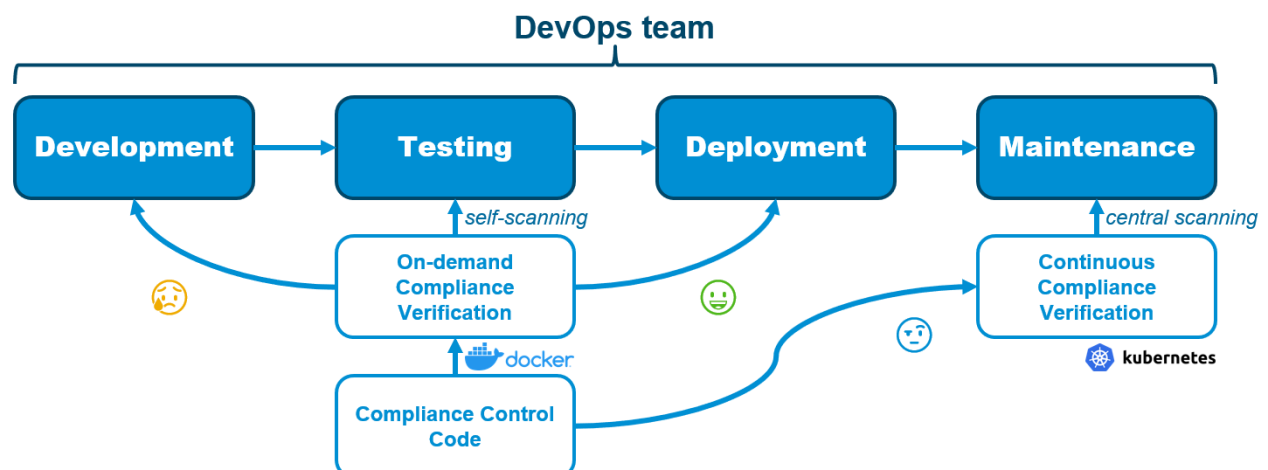 DevOps team
Development
Testing
Deployment
Maintenance
self-scanning
central scanning
On-demand
Compliance
Verification
Continuous
Compliance
Verification
docker
kubernetes
Compliance Control
Code